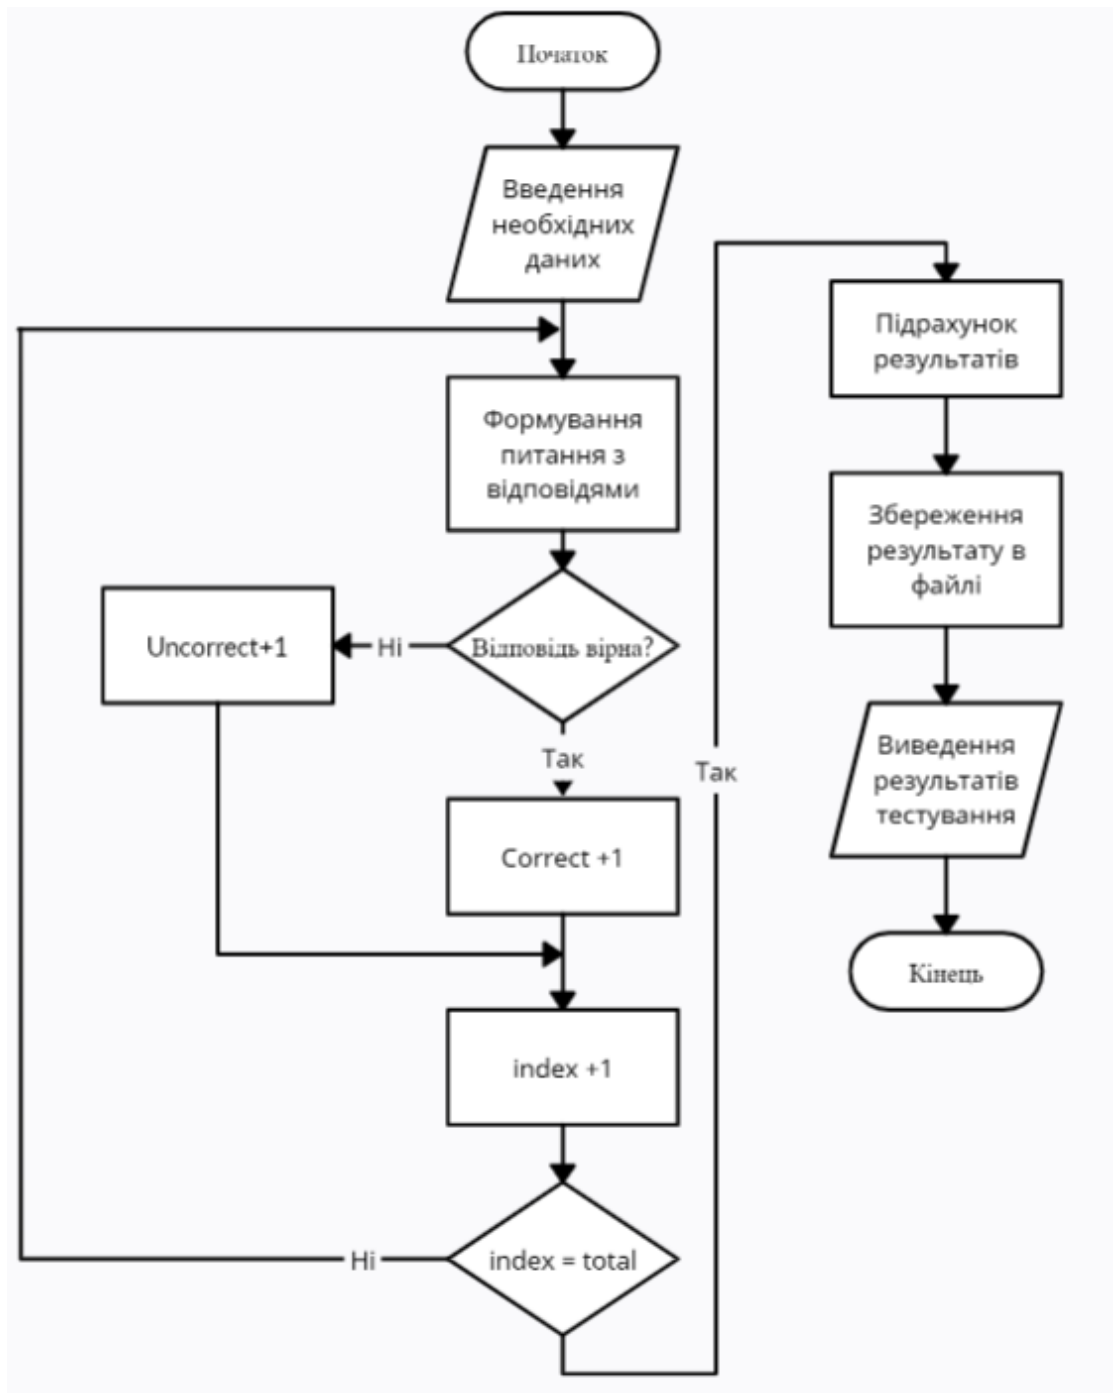 Початок
Введення
необхідних
даних
Формування
питання з
відповідями
Відповідь вірна?
Ні
Uncorrect+1
Так
Correct +1
index +1
index = total
Ні
Так
Підрахунок
результатів
Збереження
результату в
файлі
Виведення
результатів
тестування
Кінець